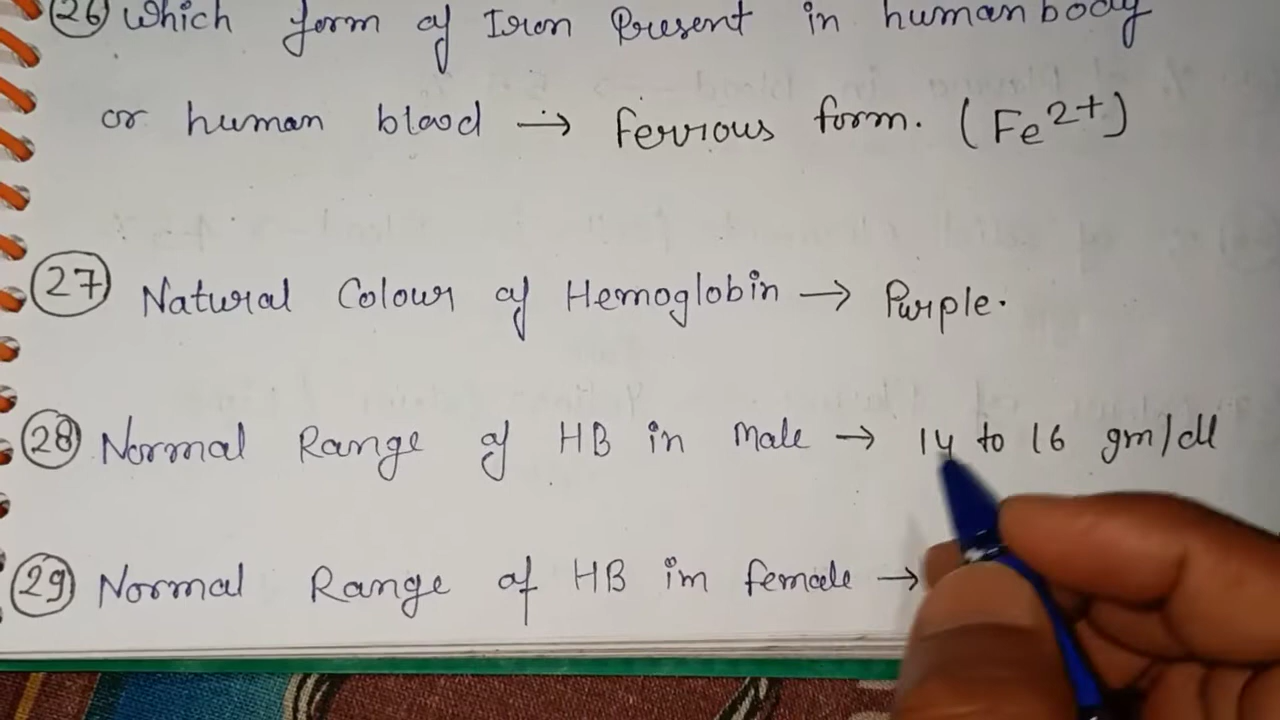 (26) Which form of Iron Present in human body
or human blood → Ferrious form. (Fe2+)
(27) Natural Colour of Hemoglobin → Purple.
(28) Normal Range of HB in Male → 14 to 16 gm/dl
(29) Normal Range of HB in female →